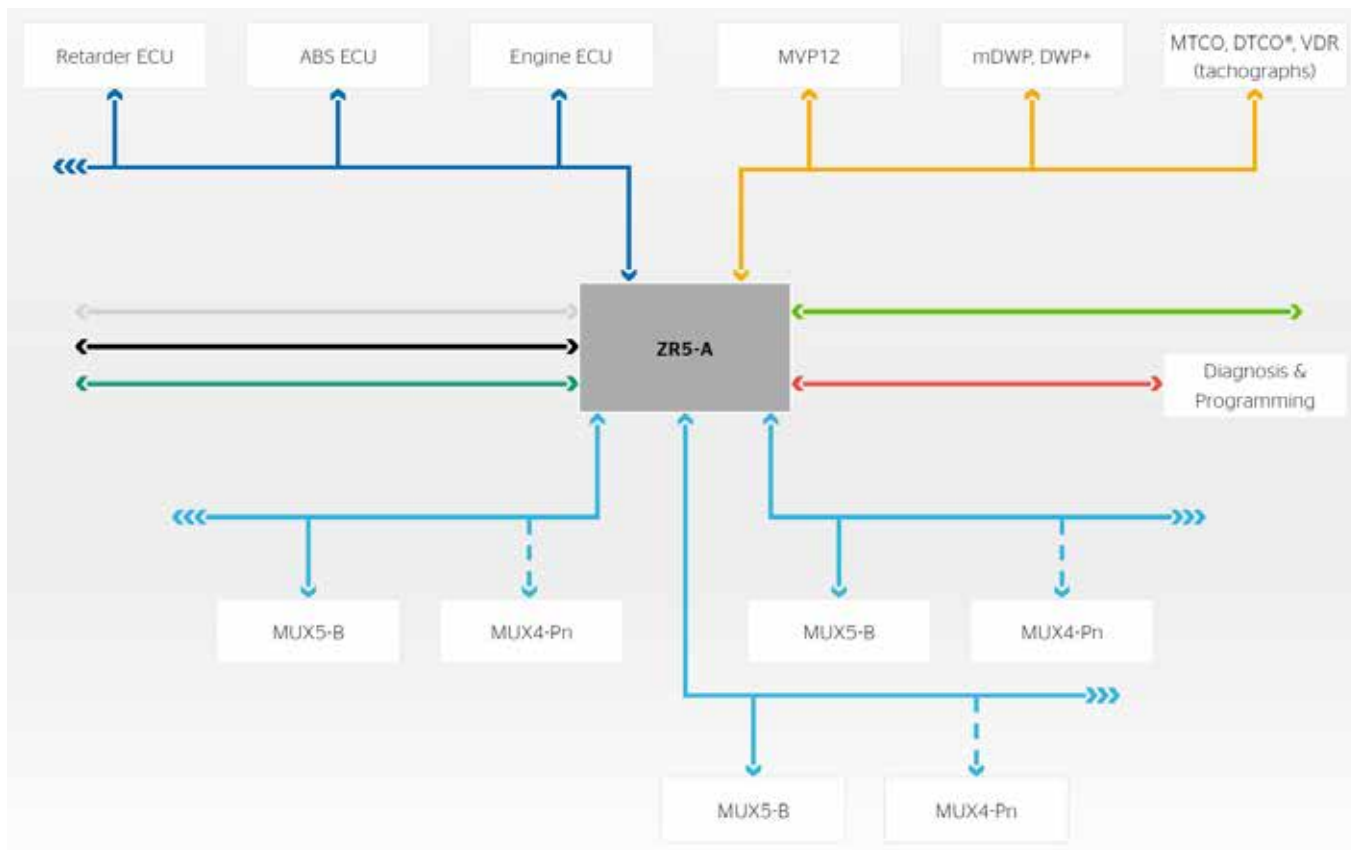 Retarder ECU
ABS ECU
Engine ECU
MVP12
mDWP, DWP+
MTCO, DTCO®, VDR
(tachographs)
ZR5-A
Diagnosis &
Programming
MUX5-B
MUX4-Pn
MUX5-B
MUX4-Pn
MUX5-B
MUX4-Pn